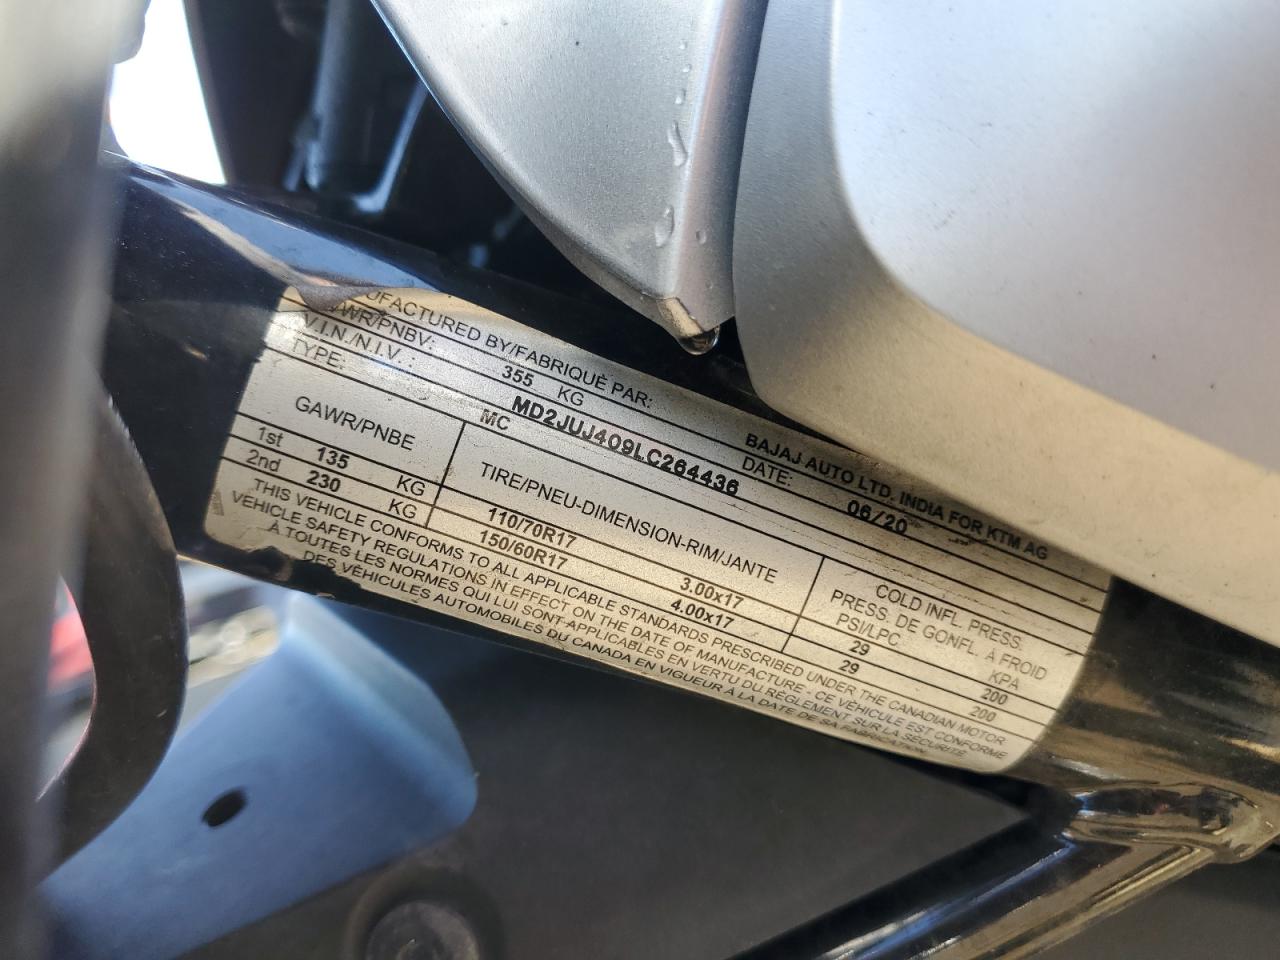 UFACTURED BY/FABRIQUÈ PAR: BAJAJ AUTO LTD. INDIA FOR KTM AG
GAWR/PNBV: 355 KG DATE: 06/20
V.I.N./N.I.V.: MD2JUJ409LC264436
TYPE: MC
GAWR/PNBE TIRE/PNEU-DIMENSION-RIM/JANTE COLD INFL. PRESS.
PRESS. DE GONFL. À FROID
PSI/LPC KPA
1st 135 KG 110/70R17 3.00x17 29 200
2nd 230 KG 150/60R17 4.00x17 29 200
THIS VEHICLE CONFORMS TO ALL APPLICABLE STANDARDS PRESCRIBED UNDER THE CANADIAN MOTOR
VEHICLE SAFETY REGULATIONS IN EFFECT ON THE DATE OF MANUFACTURE - CE VÉHICULE EST CONFORME
À TOUTES LES NORMES QUI LUI SONT APPLICABLES EN VERTU DU RÈGLEMENT SUR LA SÉCURITÉ
DES VÉHICULES AUTOMOBILES DU CANADA EN VIGUEUR À LA DATE DE SA FABRICATION.